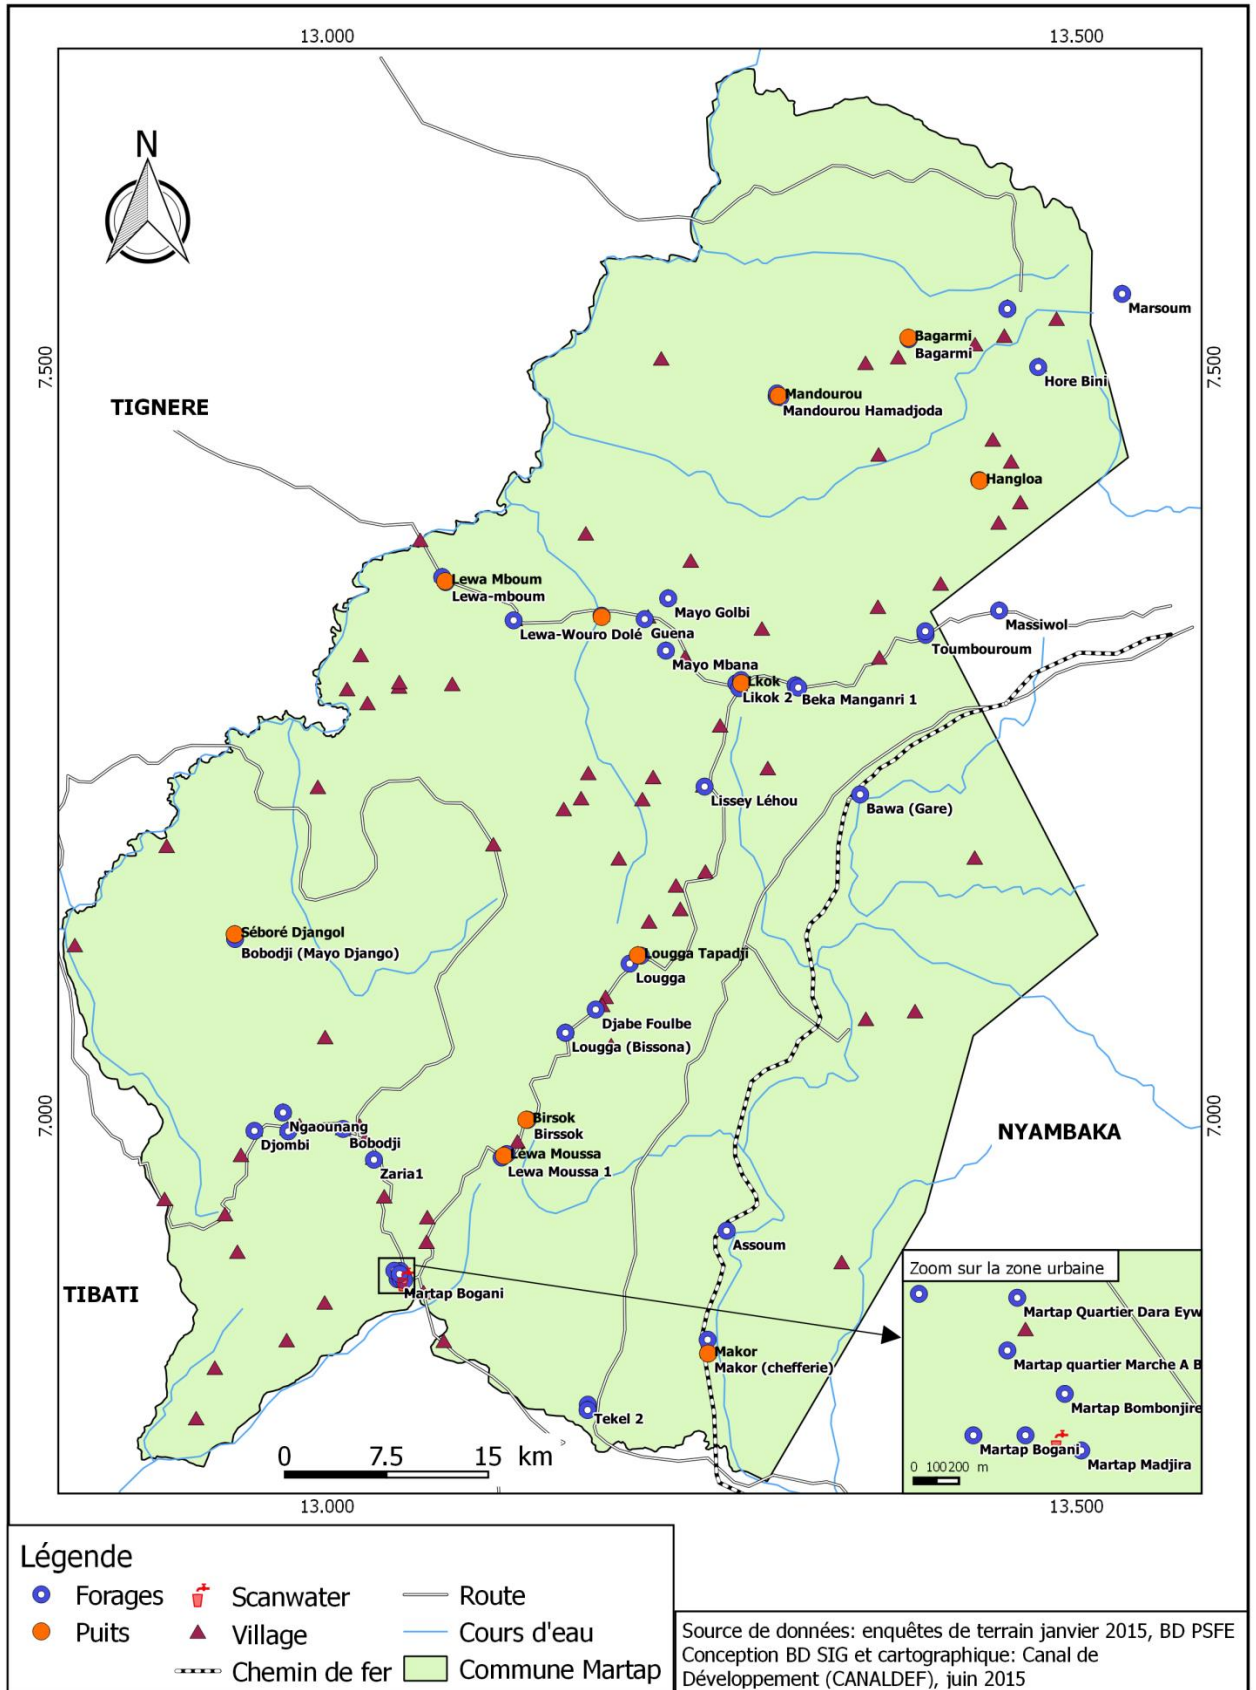 13.000
13.500
N
Marsoum
Bagarmi
Bagarmi
7.500
7.500
Hore Bini
Mandourou
Mandourou Hamadjoda
TIGNERE
Hangloa
Lewa Mboum
Lewa-mboum
Mayo Golbi
Massiwol
Lewa-Wouro Dolé
Guena
Toumbouroum
Mayo Mbana
Lkok
Likok 2
Beka Manganri 1
Lissey Léhou
Bawa (Gare)
Séboré Djangol
Bobodji (Mayo Django)
Lougga Tapadji
Lougga
Djabe Foulbe
Lougga (Bissona)
7.000
7.000
Birsok
Birssok
Ngaounang
Djombi
Bobodji
NYAMBAKA
Lewa Moussa
Lewa Moussa 1
Zaria1
Assoum
TIBATI
Martap Bogani
Makor
Makor (chefferie)
Tekel 2
0 7.5 15 km
Zoom sur la zone urbaine
Martap Quartier Dara Eyw
Martap quartier Marche A B
Martap Bombonjire
Martap Bogani
Martap Madjira
0 100 200 m
13.000
13.500
Légende
Forages
Scanwater
Route
Puits
Village
Cours d'eau
Chemin de fer
Commune Martap
Source de données: enquêtes de terrain janvier 2015, BD PSFE
Conception BD SIG et cartographique: Canal de
Développement (CANALDEF), juin 2015